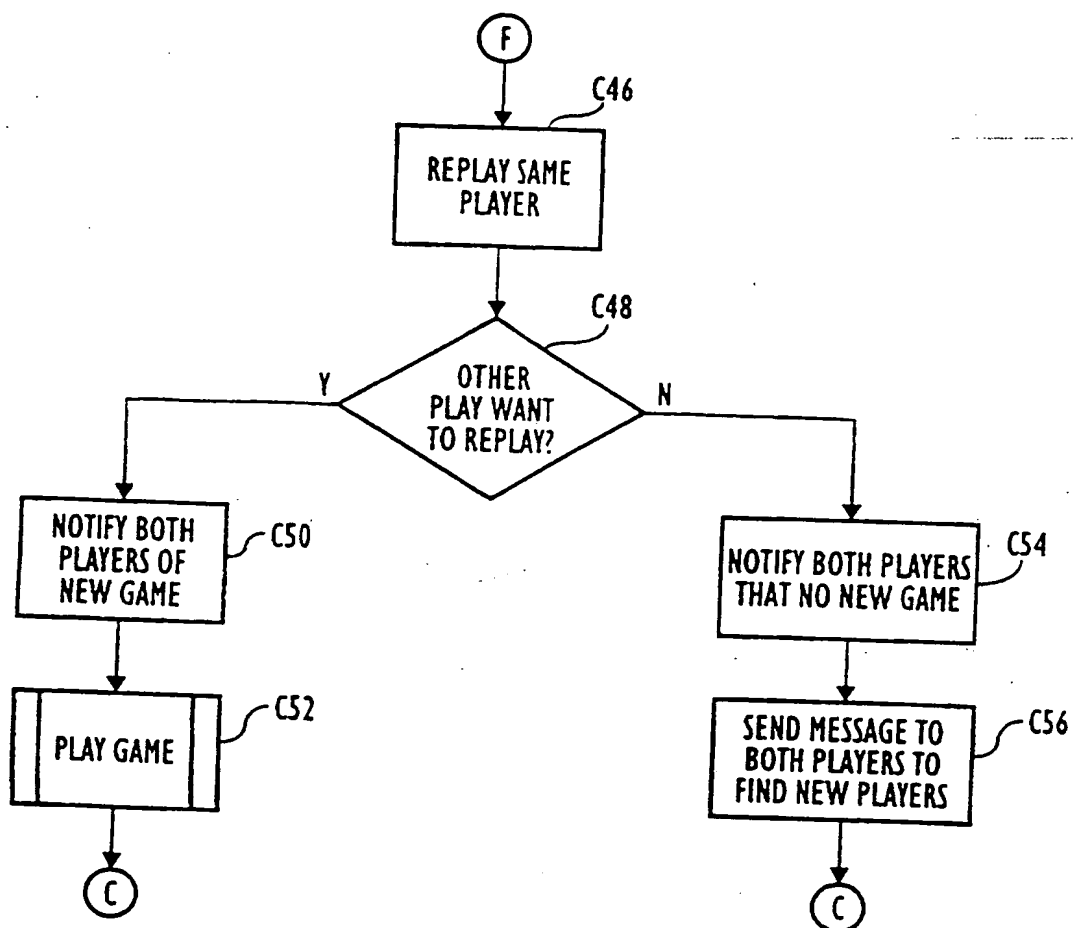 F
C46
REPLAY SAME
PLAYER
C48
OTHER
PLAY WANT
TO REPLAY?
Y
N
NOTIFY BOTH
PLAYERS OF
NEW GAME
C50
NOTIFY BOTH PLAYERS
THAT NO NEW GAME
C54
PLAY GAME
C52
SEND MESSAGE TO
BOTH PLAYERS TO
FIND NEW PLAYERS
C56
C
C